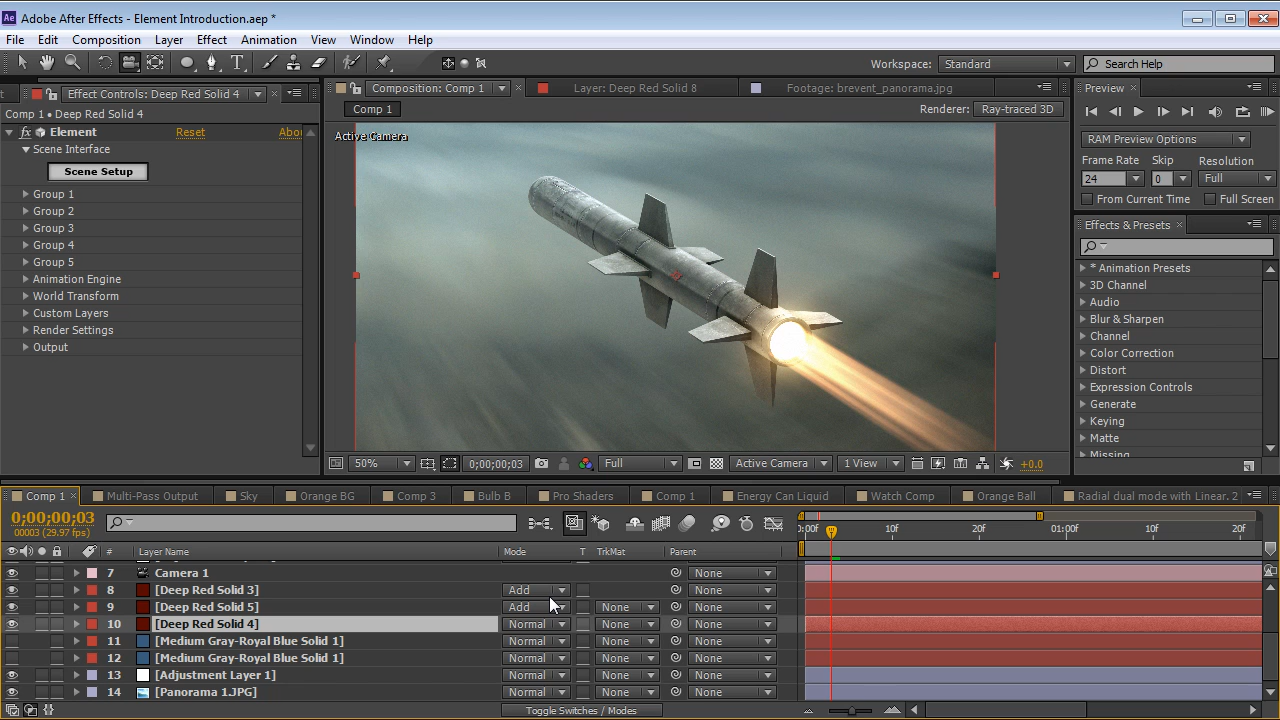 Ae Adobe After Effects - Element Introduction.aep *
File Edit Composition Layer Effect Animation View Window Help
Workspace: Standard Search Help
Effect Controls: Deep Red Solid 4
Comp 1 • Deep Red Solid 4
fx Element Reset Abou
Scene Interface
Scene Setup
Group 1
Group 2
Group 3
Group 4
Group 5
Animation Engine
World Transform
Custom Layers
Render Settings
Output
Composition: Comp 1 Layer: Deep Red Solid 8 Footage: brevent_panorama.jpg
Comp 1 Renderer: Ray-traced 3D
Active Camera
50% 0;00;00;03 Full Active Camera 1 View +0.0
Preview
RAM Preview Options
Frame Rate Skip Resolution
24 0 Full
From Current Time Full Screen
Effects & Presets
* Animation Presets
3D Channel
Audio
Blur & Sharpen
Channel
Color Correction
Distort
Expression Controls
Generate
Keying
Matte
Missing
Comp 1 Multi-Pass Output Sky Orange BG Comp 3 Bulb B Pro Shaders Comp 1 Energy Can Liquid Watch Comp Orange Ball Radial dual mode with Linear. 2
0;00;00;03
00003 (29.97 fps)
0:00f 10f 20f 01:00f 10f 20f
# Layer Name Mode T TrkMat Parent
7 Camera 1 None
8 [Deep Red Solid 3] Add None
9 [Deep Red Solid 5] Add None None
10 [Deep Red Solid 4] Normal None None
11 [Medium Gray-Royal Blue Solid 1] Normal None None
12 [Medium Gray-Royal Blue Solid 1] Normal None None
13 [Adjustment Layer 1] Normal None None
14 [Panorama 1.JPG] Normal None None
Toggle Switches / Modes